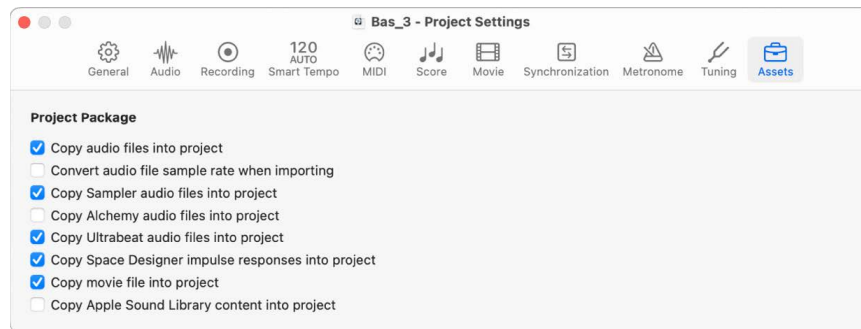 Bas_3 - Project Settings
120
AUTO
General Audio Recording Smart Tempo MIDI Score Movie Synchronization Metronome Tuning Assets
Project Package
Copy audio files into project
Convert audio file sample rate when importing
Copy Sampler audio files into project
Copy Alchemy audio files into project
Copy Ultrabeat audio files into project
Copy Space Designer impulse responses into project
Copy movie file into project
Copy Apple Sound Library content into project